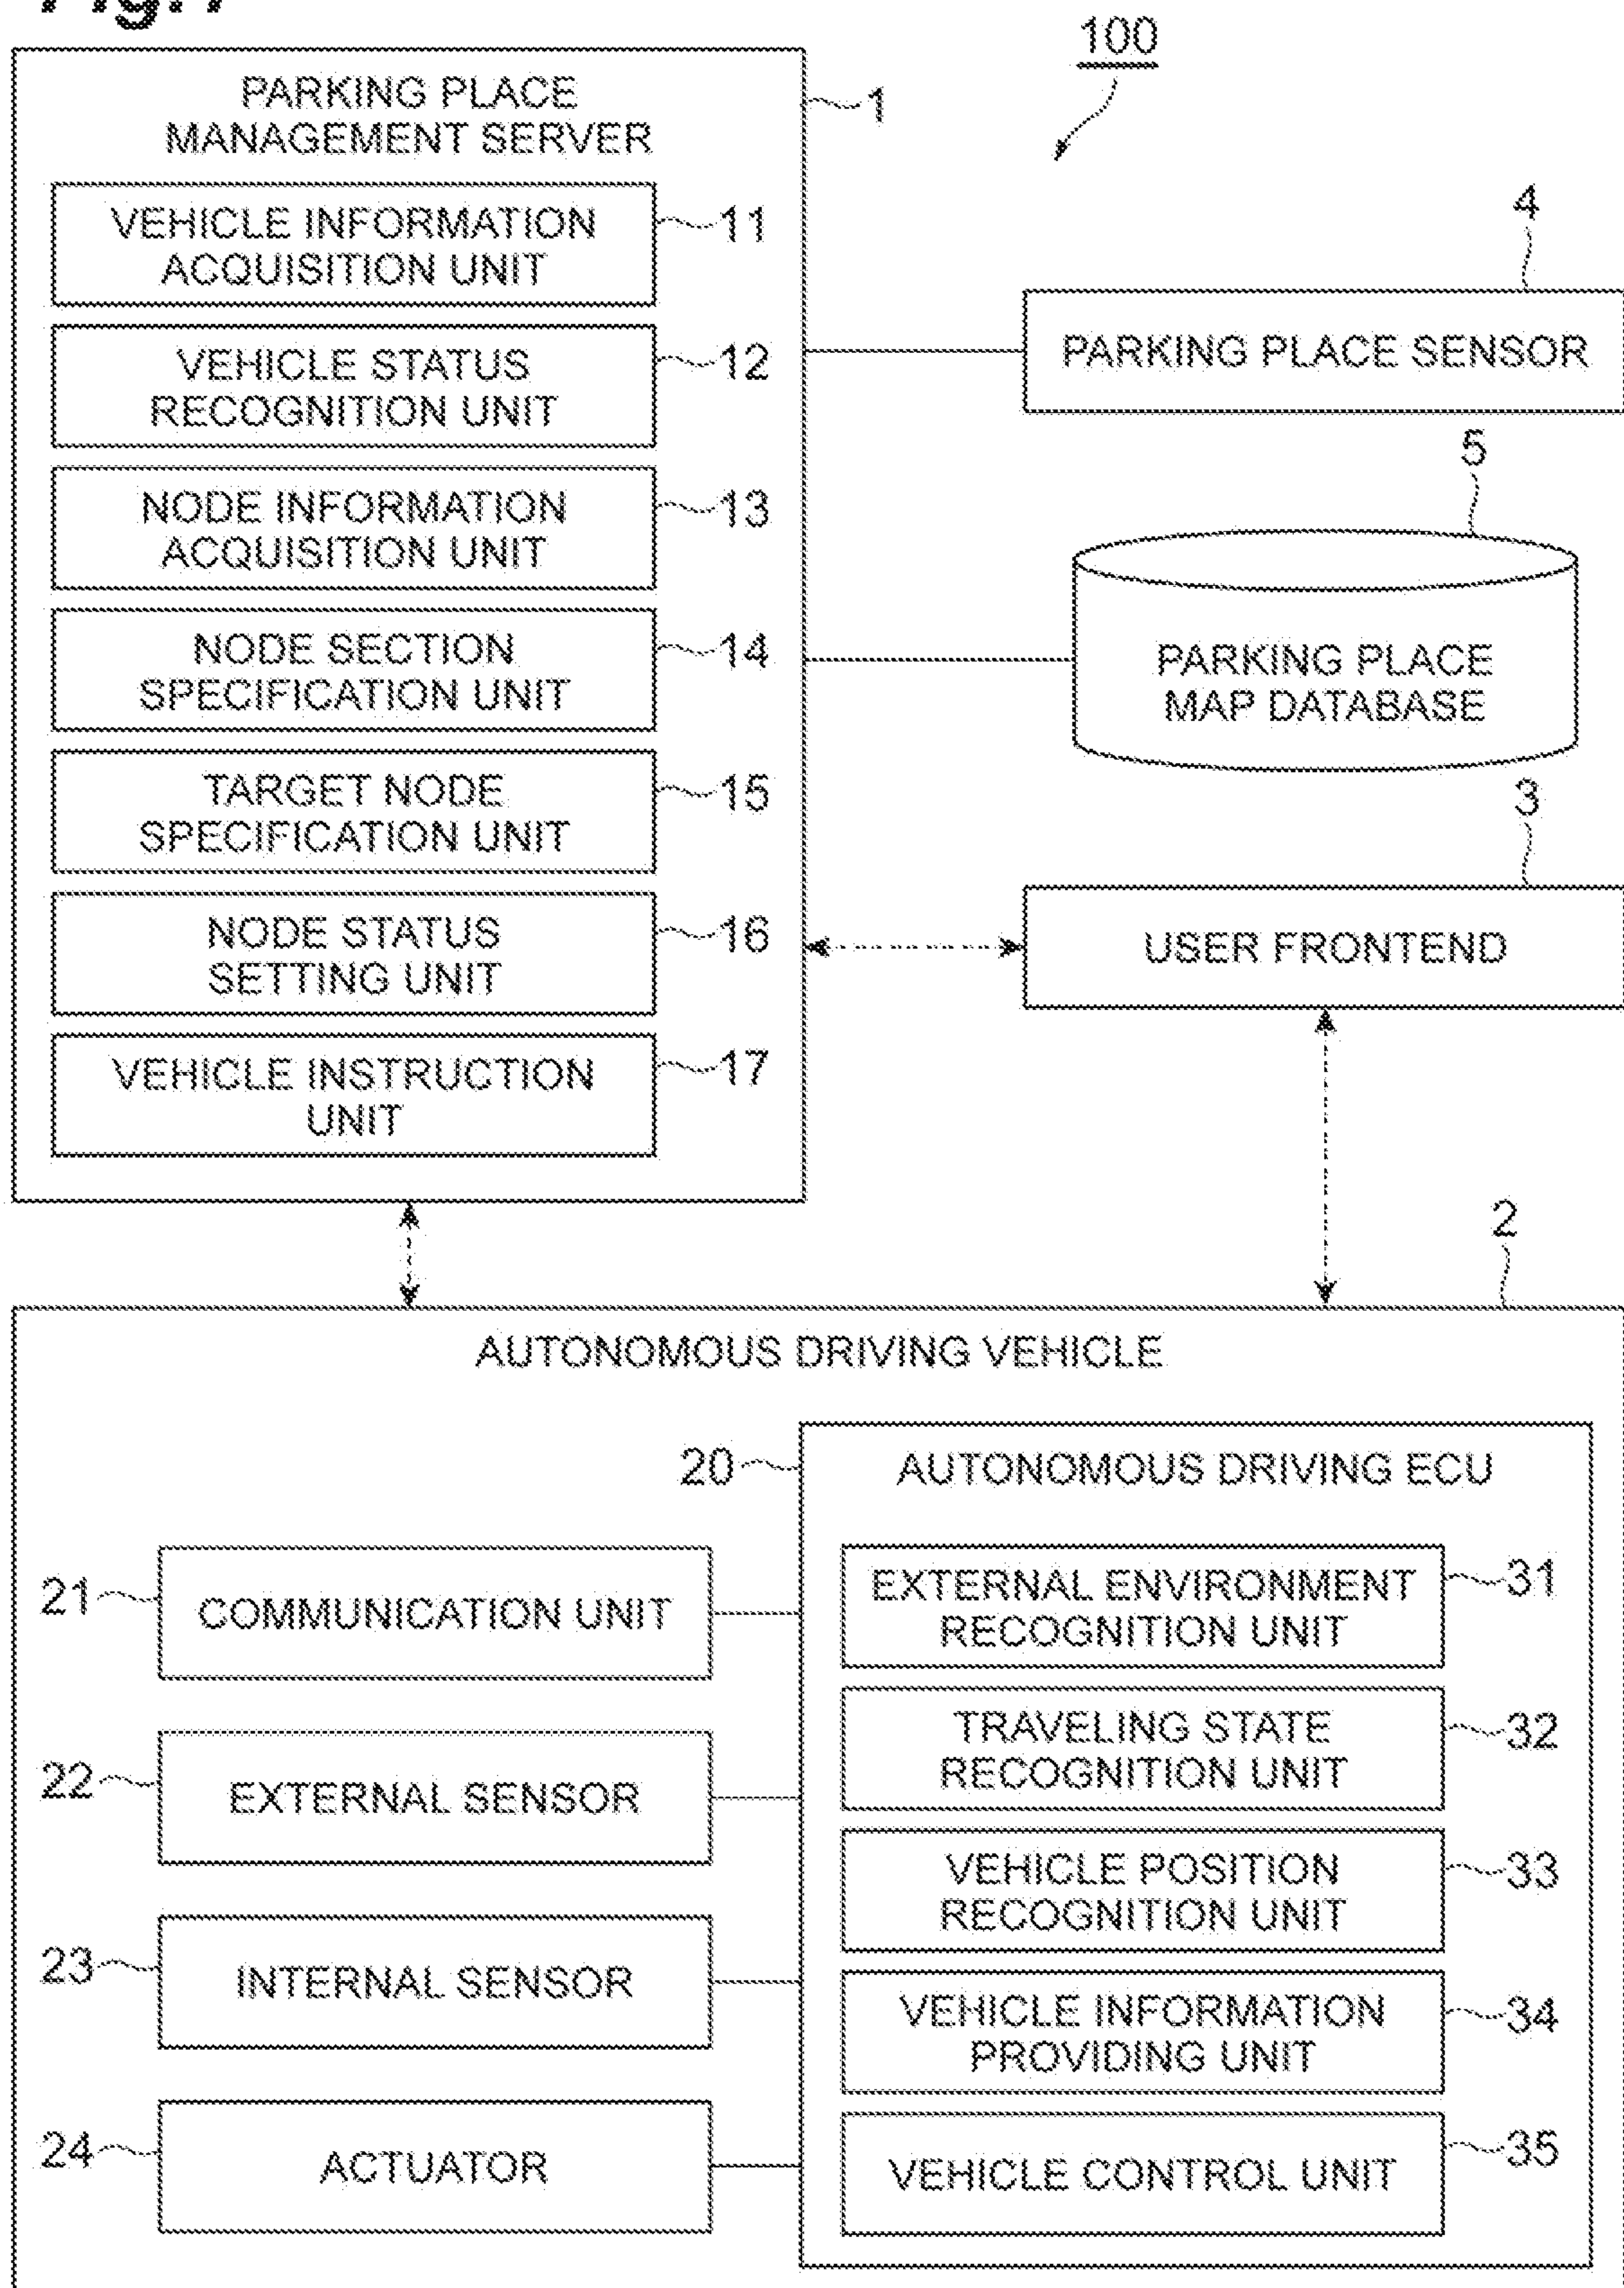 100
PARKING PLACE
MANAGEMENT SERVER
1
VEHICLE INFORMATION
ACQUISITION UNIT
11
VEHICLE STATUS
RECOGNITION UNIT
12
NODE INFORMATION
ACQUISITION UNIT
13
NODE SECTION
SPECIFICATION UNIT
14
TARGET NODE
SPECIFICATION UNIT
15
NODE STATUS
SETTING UNIT
16
VEHICLE INSTRUCTION
UNIT
17
4
PARKING PLACE SENSOR
5
PARKING PLACE
MAP DATABASE
3
USER FRONTEND
2
AUTONOMOUS DRIVING VEHICLE
21
COMMUNICATION UNIT
22
EXTERNAL SENSOR
23
INTERNAL SENSOR
24
ACTUATOR
20
AUTONOMOUS DRIVING ECU
EXTERNAL ENVIRONMENT
RECOGNITION UNIT
31
TRAVELING STATE
RECOGNITION UNIT
32
VEHICLE POSITION
RECOGNITION UNIT
33
VEHICLE INFORMATION
PROVIDING UNIT
34
VEHICLE CONTROL UNIT
35